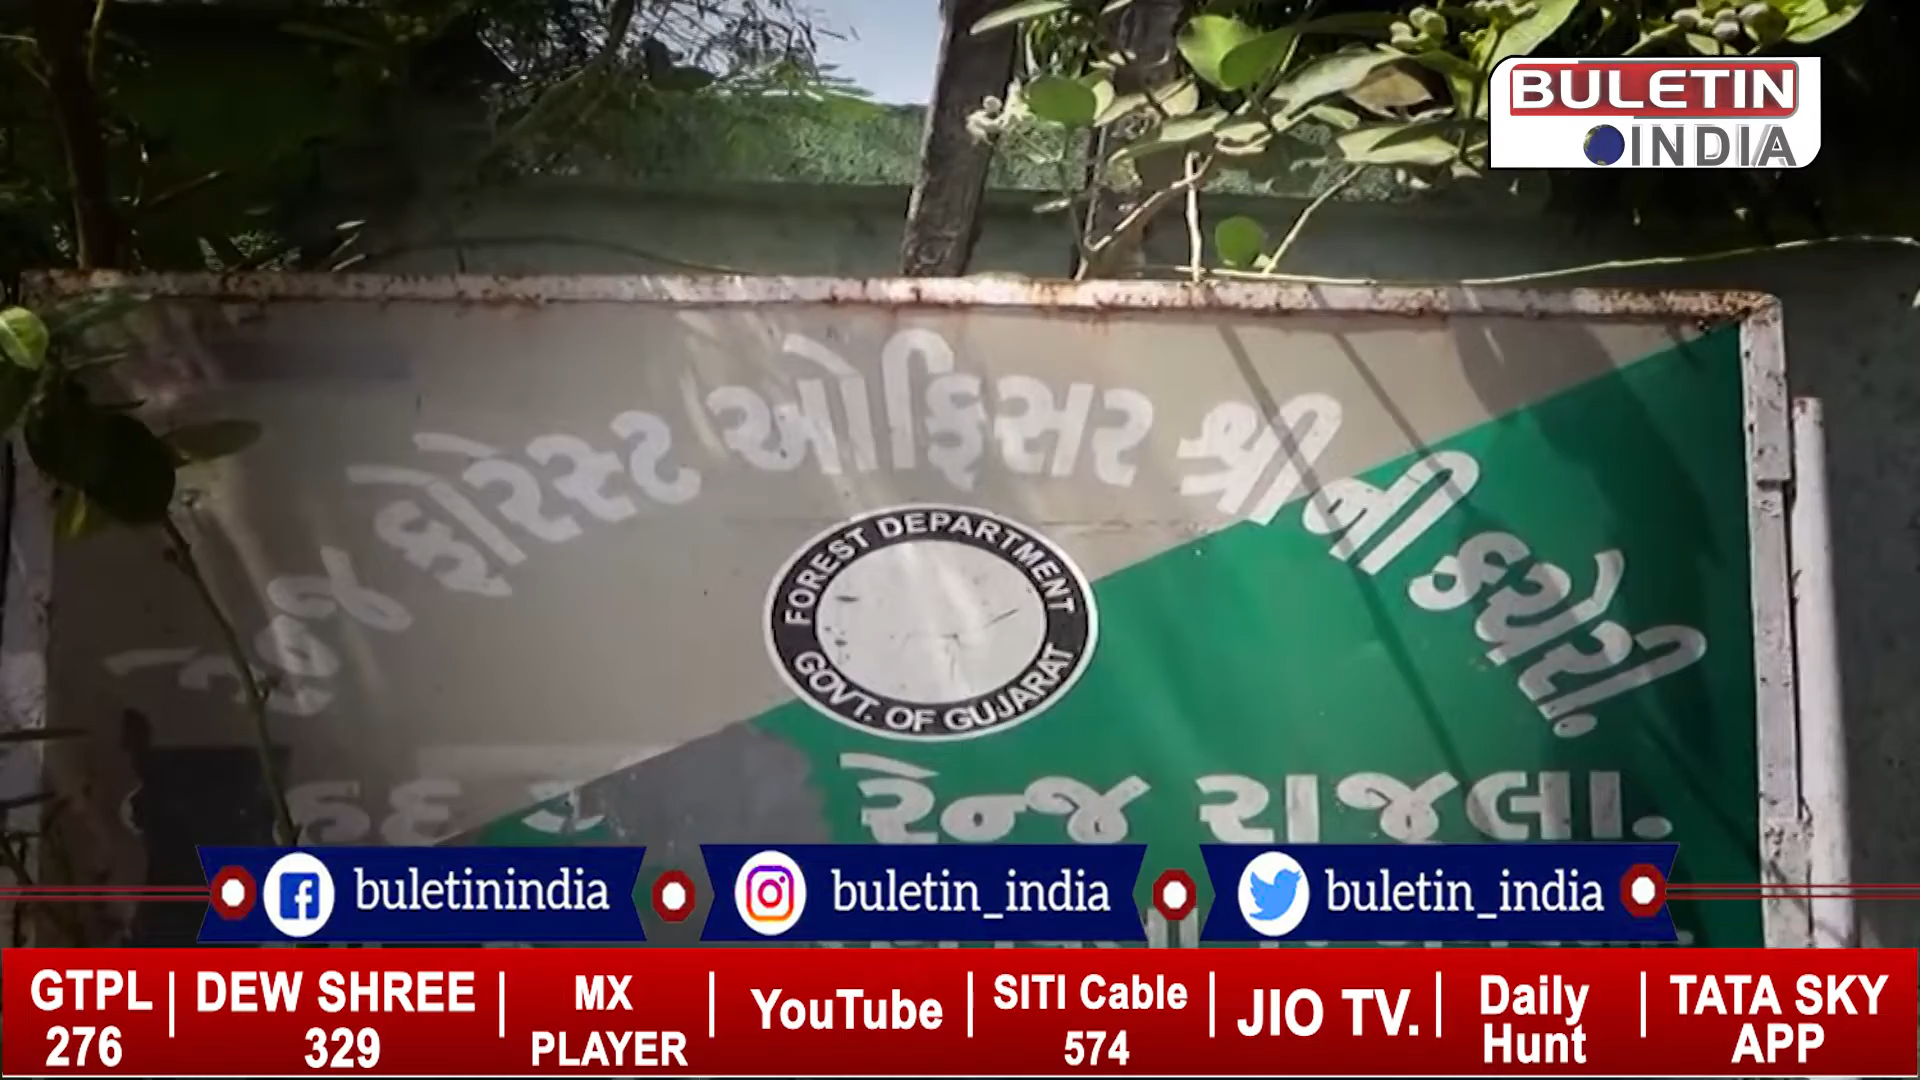 BULETIN
INDIA
રેન્જ ફોરેસ્ટ ઓફિસર શ્રીની કચેરી.
FOREST DEPARTMENT
GOVT. OF GUJARAT
રેન્જ રાજુલા.
buletinindia
buletin_india
buletin_india
GTPL
276
DEW SHREE
329
MX
PLAYER
YouTube
SITI Cable
574
JIO TV.
Daily
Hunt
TATA SKY
APP